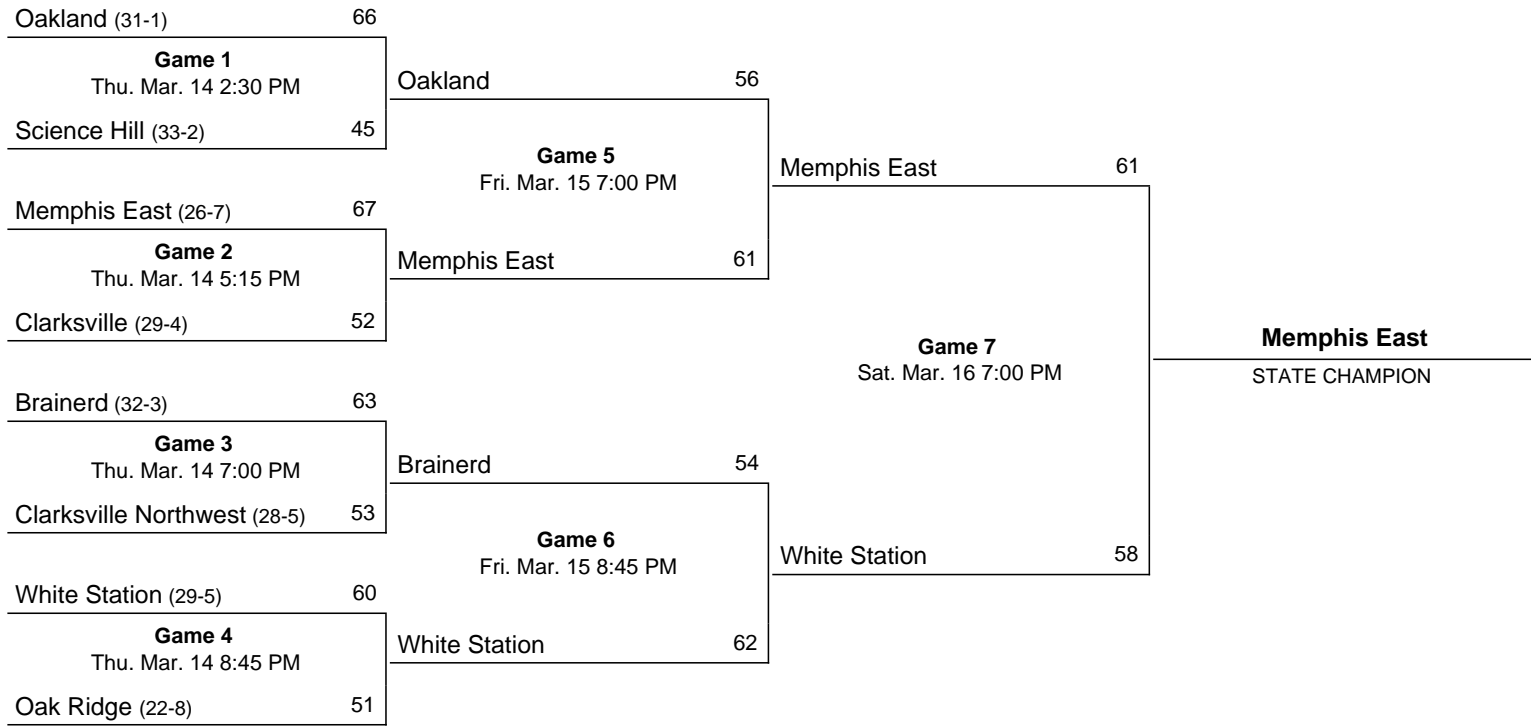 Oakland (31-1) 66
Game 1
Thu. Mar. 14 2:30 PM
Science Hill (33-2) 45
Memphis East (26-7) 67
Game 2
Thu. Mar. 14 5:15 PM
Clarksville (29-4) 52
Brainerd (32-3) 63
Game 3
Thu. Mar. 14 7:00 PM
Clarksville Northwest (28-5) 53
White Station (29-5) 60
Game 4
Thu. Mar. 14 8:45 PM
Oak Ridge (22-8) 51
Oakland 56
Game 5
Fri. Mar. 15 7:00 PM
Memphis East 61
Brainerd 54
Game 6
Fri. Mar. 15 8:45 PM
White Station 62
Memphis East 61
Game 7
Sat. Mar. 16 7:00 PM
White Station 58
Memphis East
STATE CHAMPION